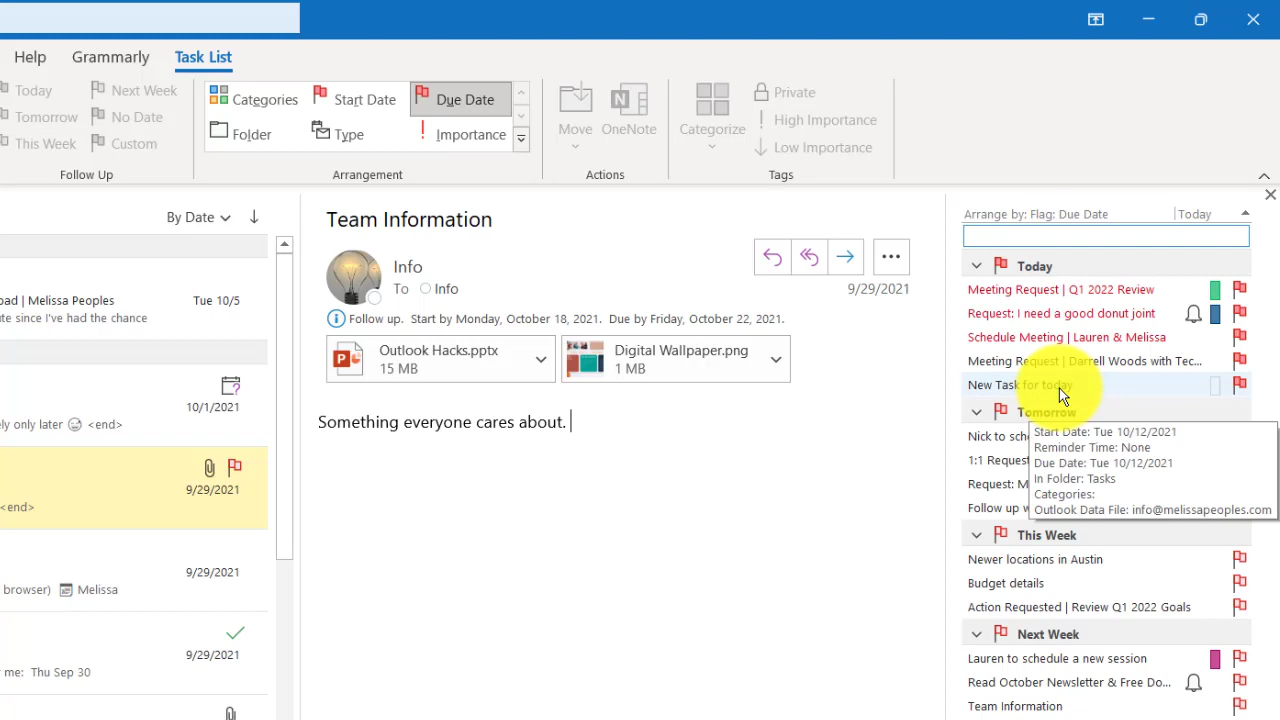 Help Grammarly Task List
Today Next Week
Tomorrow No Date
This Week Custom
Follow Up
Categories Start Date Due Date
Folder Type Importance
Arrangement
Move OneNote
Actions
Categorize
Private
High Importance
Low Importance
Tags
By Date
oad | Melissa Peoples Tue 10/5
ute since I've had the chance
10/1/2021
ely only later <end>
9/29/2021
<end>
9/29/2021
browser) Melissa
9/29/2021
me: Thu Sep 30
Team Information
Info
To Info
9/29/2021
Follow up. Start by Monday, October 18, 2021. Due by Friday, October 22, 2021.
Outlook Hacks.pptx
15 MB
Digital Wallpaper.png
1 MB
Something everyone cares about.
Arrange by: Flag: Due Date Today
Today
Meeting Request | Q1 2022 Review
Request: I need a good donut joint
Schedule Meeting | Lauren & Melissa
Meeting Request | Darrell Woods with Tec...
New Task for today
Tomorrow
Nick to sch
1:1 Reques
Request: M
Follow up w
Start Date: Tue 10/12/2021
Reminder Time: None
Due Date: Tue 10/12/2021
In Folder: Tasks
Categories:
Outlook Data File: info@melissapeoples.com
This Week
Newer locations in Austin
Budget details
Action Requested | Review Q1 2022 Goals
Next Week
Lauren to schedule a new session
Read October Newsletter & Free Do...
Team Information